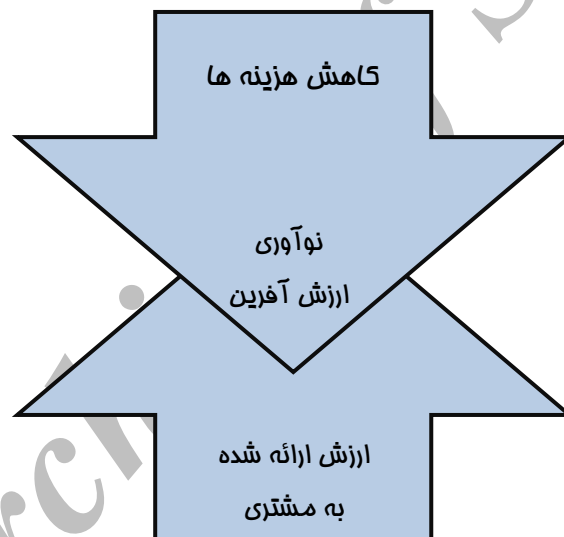 کاهش هزینه ها
نوآوری
ارزش آفرین
ارزش ارائه شده
به مشتری